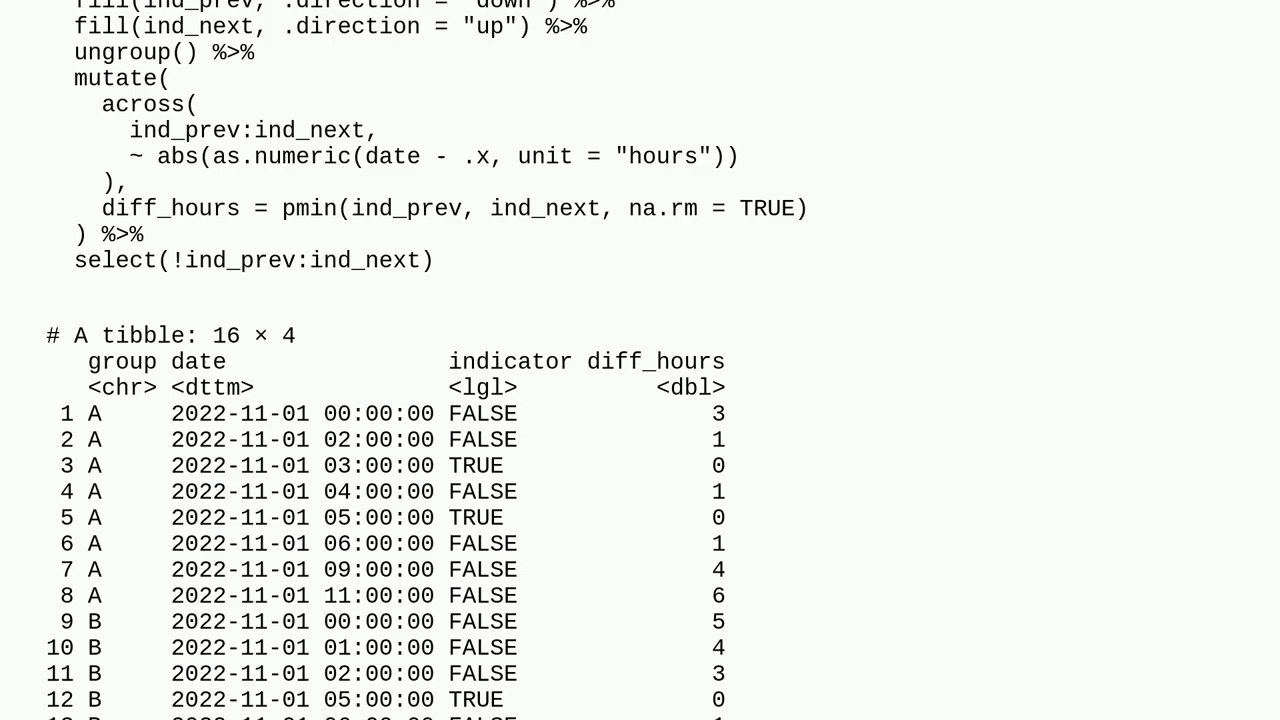 fill(ind_prev, .direction = "down") %>%
fill(ind_next, .direction = "up") %>%
ungroup() %>%
mutate(
across(
ind_prev:ind_next,
~ abs(as.numeric(date - .x, unit = "hours"))
),
diff_hours = pmin(ind_prev, ind_next, na.rm = TRUE)
) %>%
select(!ind_prev:ind_next)
# A tibble: 16 × 4
group date indicator diff_hours
<chr> <dttm> <lgl> <dbl>
1 A 2022-11-01 00:00:00 FALSE 3
2 A 2022-11-01 02:00:00 FALSE 1
3 A 2022-11-01 03:00:00 TRUE 0
4 A 2022-11-01 04:00:00 FALSE 1
5 A 2022-11-01 05:00:00 TRUE 0
6 A 2022-11-01 06:00:00 FALSE 1
7 A 2022-11-01 09:00:00 FALSE 4
8 A 2022-11-01 11:00:00 FALSE 6
9 B 2022-11-01 00:00:00 FALSE 5
10 B 2022-11-01 01:00:00 FALSE 4
11 B 2022-11-01 02:00:00 FALSE 3
12 B 2022-11-01 05:00:00 TRUE 0